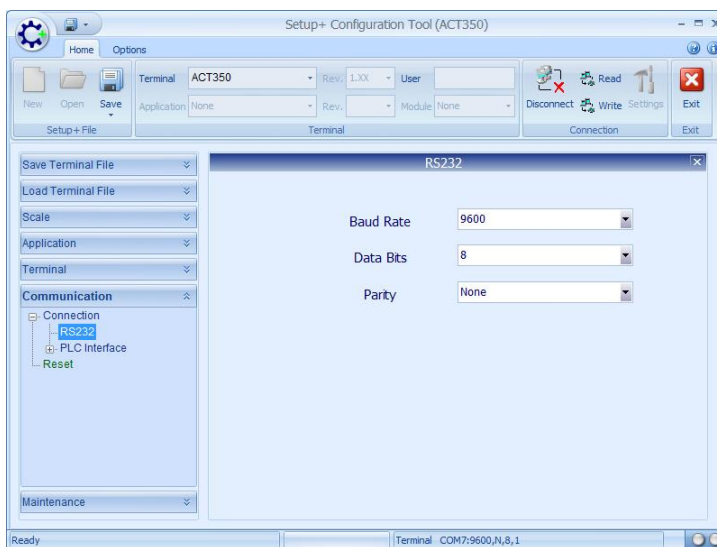 Setup+ Configuration Tool (ACT350)
Home Options
New Open Save
Setup+File
Terminal ACT350 Rev. 1.XX User
Application None Rev. Module None
Terminal
Disconnect Read Write Settings
Connection
Exit
Exit
Save Terminal File
Load Terminal File
Scale
Application
Terminal
Communication
Connection
RS232
PLC Interface
Reset
Maintenance
RS232
Baud Rate 9600
Data Bits 8
Parity None
Ready Terminal COM7:9600,N,8,1